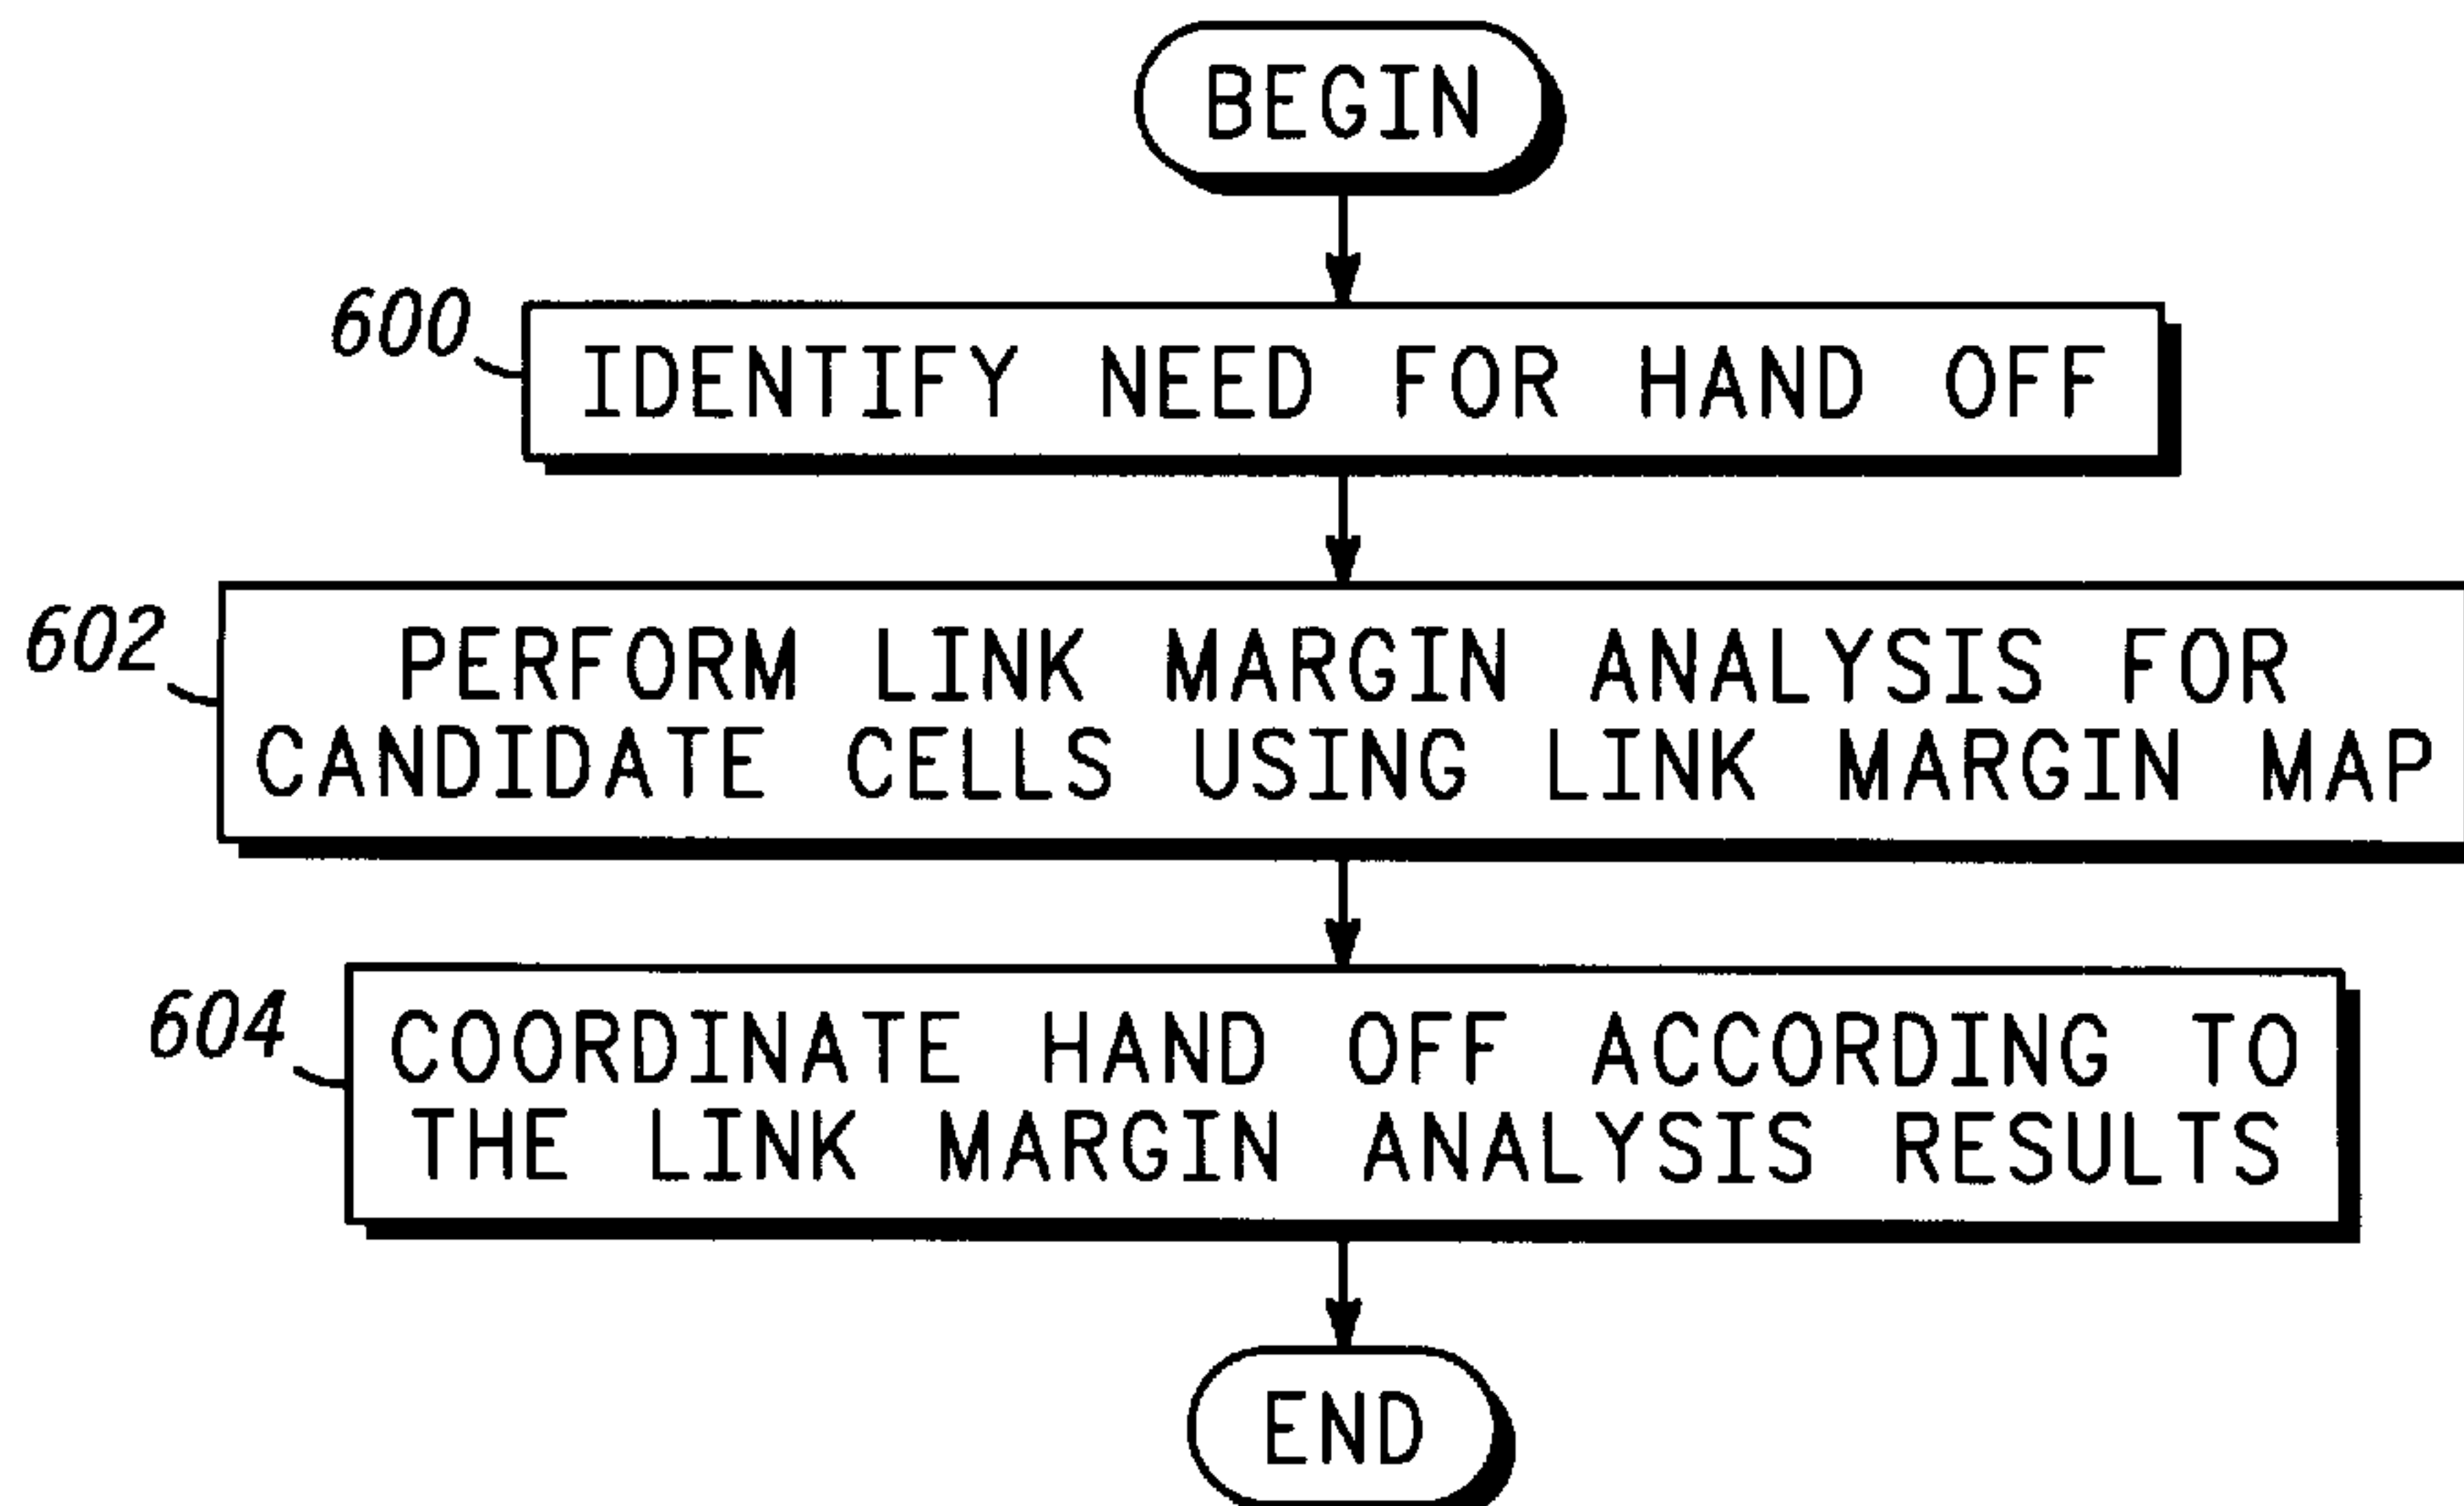 BEGIN
600
IDENTIFY NEED FOR HAND OFF
602
PERFORM LINK MARGIN ANALYSIS FOR
CANDIDATE CELLS USING LINK MARGIN MAP
604
COORDINATE HAND OFF ACCORDING TO
THE LINK MARGIN ANALYSIS RESULTS
END